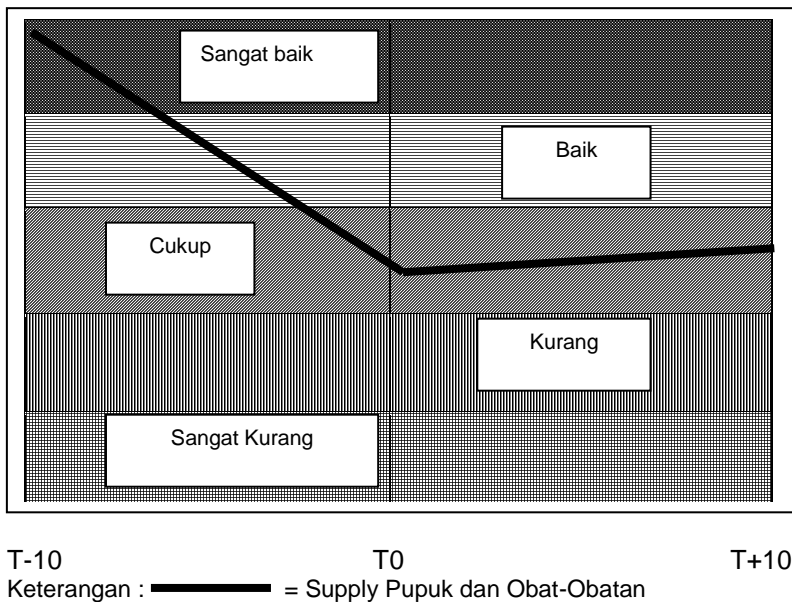 Sangat baik
Baik
Cukup
Kurang
Sangat Kurang
T-10 T0 T+10
Keterangan : = Supply Pupuk dan Obat-Obatan